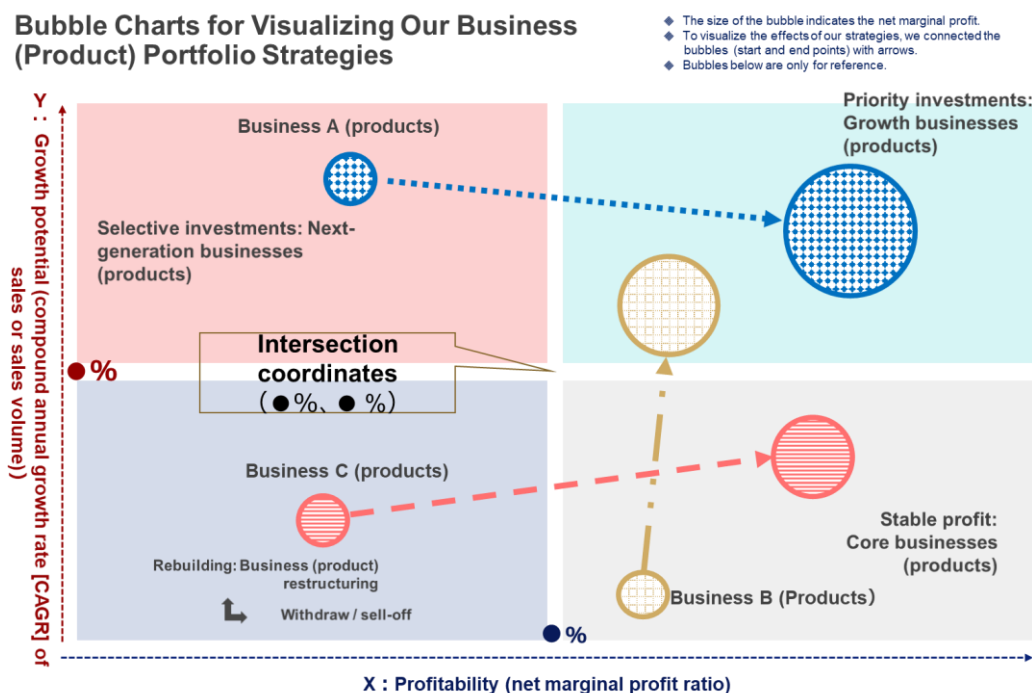 Bubble Charts for Visualizing Our Business
(Product) Portfolio Strategies
◆ The size of the bubble indicates the net marginal profit.
◆ To visualize the effects of our strategies, we connected the
bubbles (start and end points) with arrows.
◆ Bubbles below are only for reference.
Y : Growth potential (compound annual growth rate [CAGR] of
sales or sales volume))
Business A (products)
Priority investments:
Growth businesses
(products)
Selective investments: Next-
generation businesses
(products)
Intersection
coordinates
(●%、● %)
●%
Business C (products)
Rebuilding: Business (product)
restructuring
Withdraw / sell-off
Stable profit:
Core businesses
(products)
Business B (Products)
●%
X : Profitability (net marginal profit ratio)